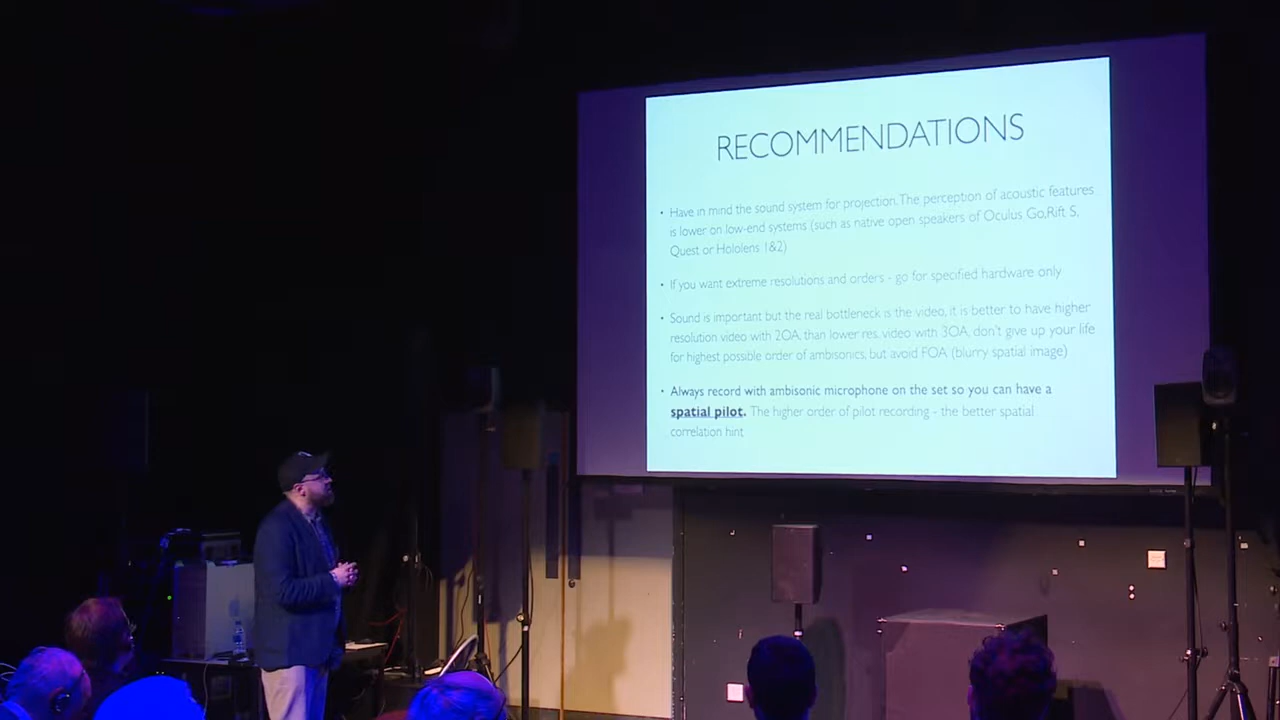 RECOMMENDATIONS
• Have in mind the sound system for projection. The perception of acoustic features
is lower on low-end systems (such as native open speakers of Oculus Go,Rift S,
Quest or Hololens 1&2)
• If you want extreme resolutions and orders - go for specified hardware only
• Sound is important but the real bottleneck is the video, it is better to have higher
resolution video with 2OA, than lower res. video with 3OA, don't give up your life
for highest possible order of ambisonics, but avoid FOA (blurry spatial image)
• Always record with ambisonic microphone on the set so you can have a
spatial pilot. The higher order of pilot recording - the better spatial
correlation hint